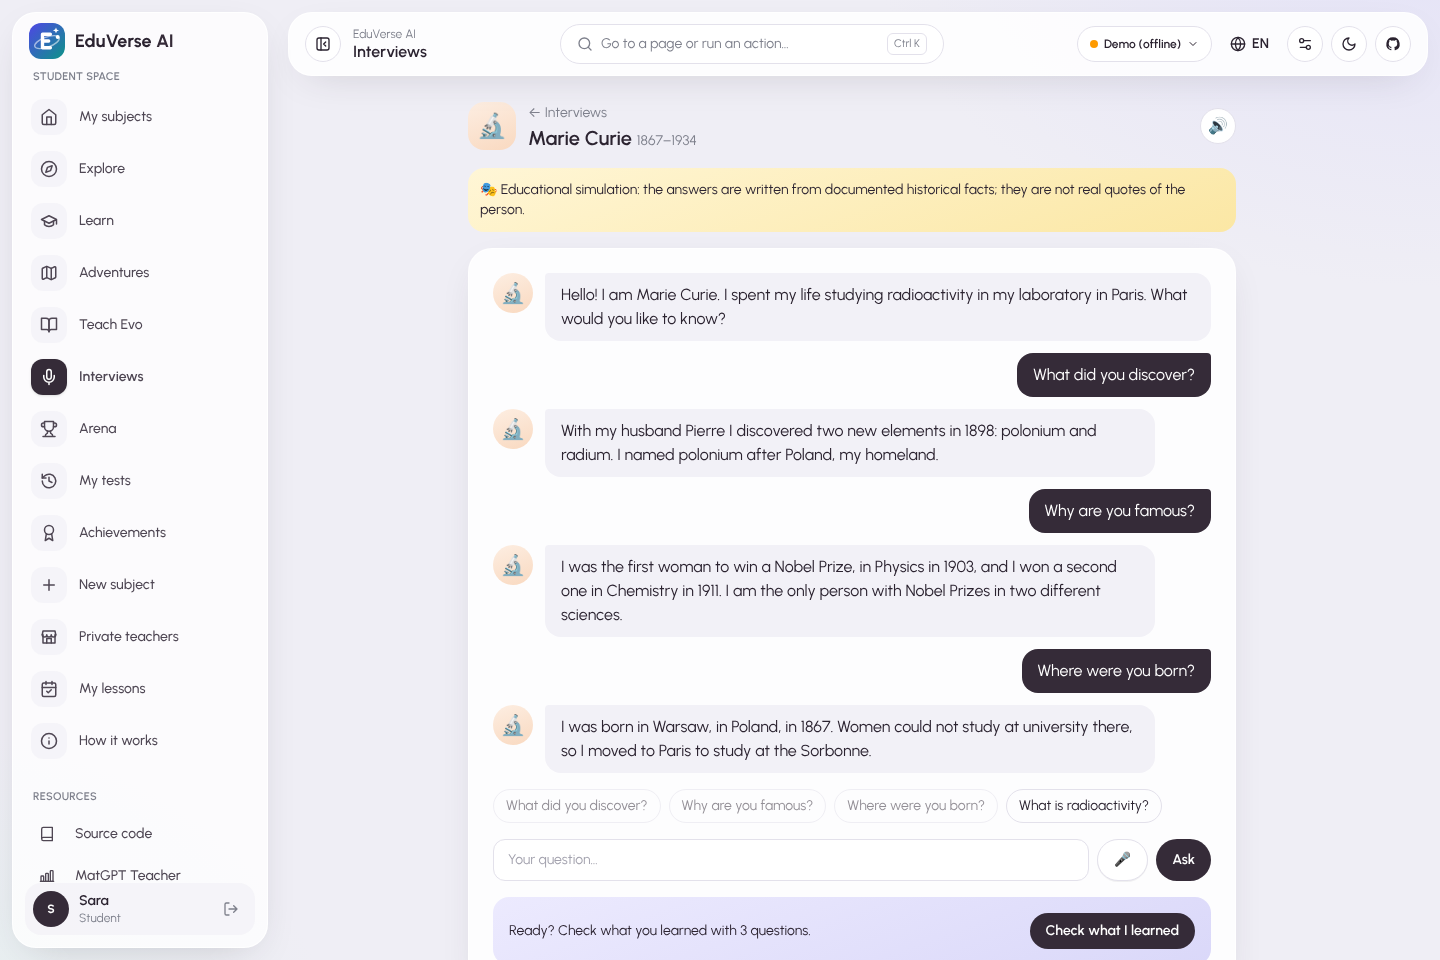 EduVerse AI
STUDENT SPACE
My subjects
Explore
Learn
Adventures
Teach Evo
Interviews
Arena
My tests
Achievements
New subject
Private teachers
My lessons
How it works
RESOURCES
Source code
MatGPT Teacher
S
Sara
Student
EduVerse AI
Interviews
Go to a page or run an action...
Ctrl K
Demo (offline)
EN
← Interviews
Marie Curie 1867–1934
Educational simulation: the answers are written from documented historical facts; they are not real quotes of the
person.
Hello! I am Marie Curie. I spent my life studying radioactivity in my laboratory in Paris. What
would you like to know?
What did you discover?
With my husband Pierre I discovered two new elements in 1898: polonium and
radium. I named polonium after Poland, my homeland.
Why are you famous?
I was the first woman to win a Nobel Prize, in Physics in 1903, and I won a second
one in Chemistry in 1911. I am the only person with Nobel Prizes in two different
sciences.
Where were you born?
I was born in Warsaw, in Poland, in 1867. Women could not study at university there,
so I moved to Paris to study at the Sorbonne.
What did you discover?
Why are you famous?
Where were you born?
What is radioactivity?
Your question...
Ask
Ready? Check what you learned with 3 questions.
Check what I learned